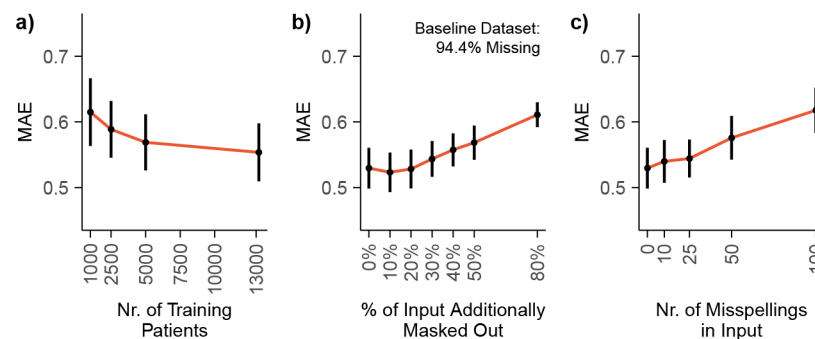 a)
0.7
0.6
0.5
MAE
1000
2500
5000
7500
10000
13000
Nr. of Training
Patients
b)
Baseline Dataset:
94.4% Missing
0.7
0.6
0.5
MAE
0%
10%
20%
30%
40%
50%
80%
% of Input Additionally
Masked Out
c)
0.7
0.6
0.5
MAE
0
10
25
50
100
Nr. of Misspellings
in Input